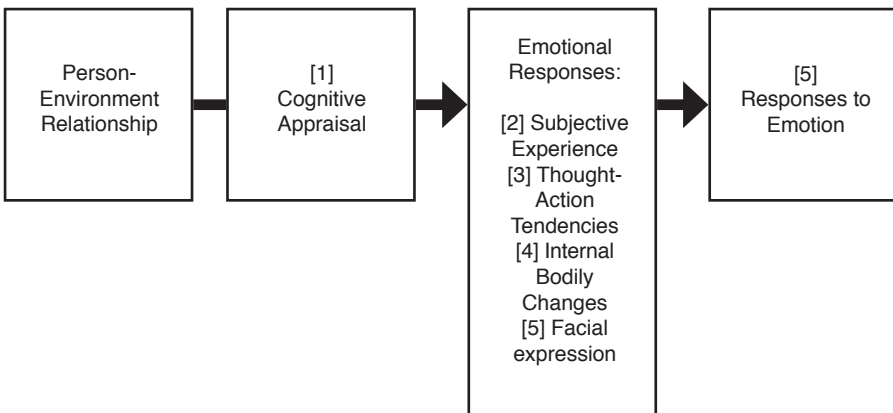 Person-
Environment
Relationship
[1]
Cognitive
Appraisal
Emotional
Responses:
[2] Subjective
Experience
[3] Thought-
Action
Tendencies
[4] Internal
Bodily
Changes
[5] Facial
expression
[5]
Responses to
Emotion